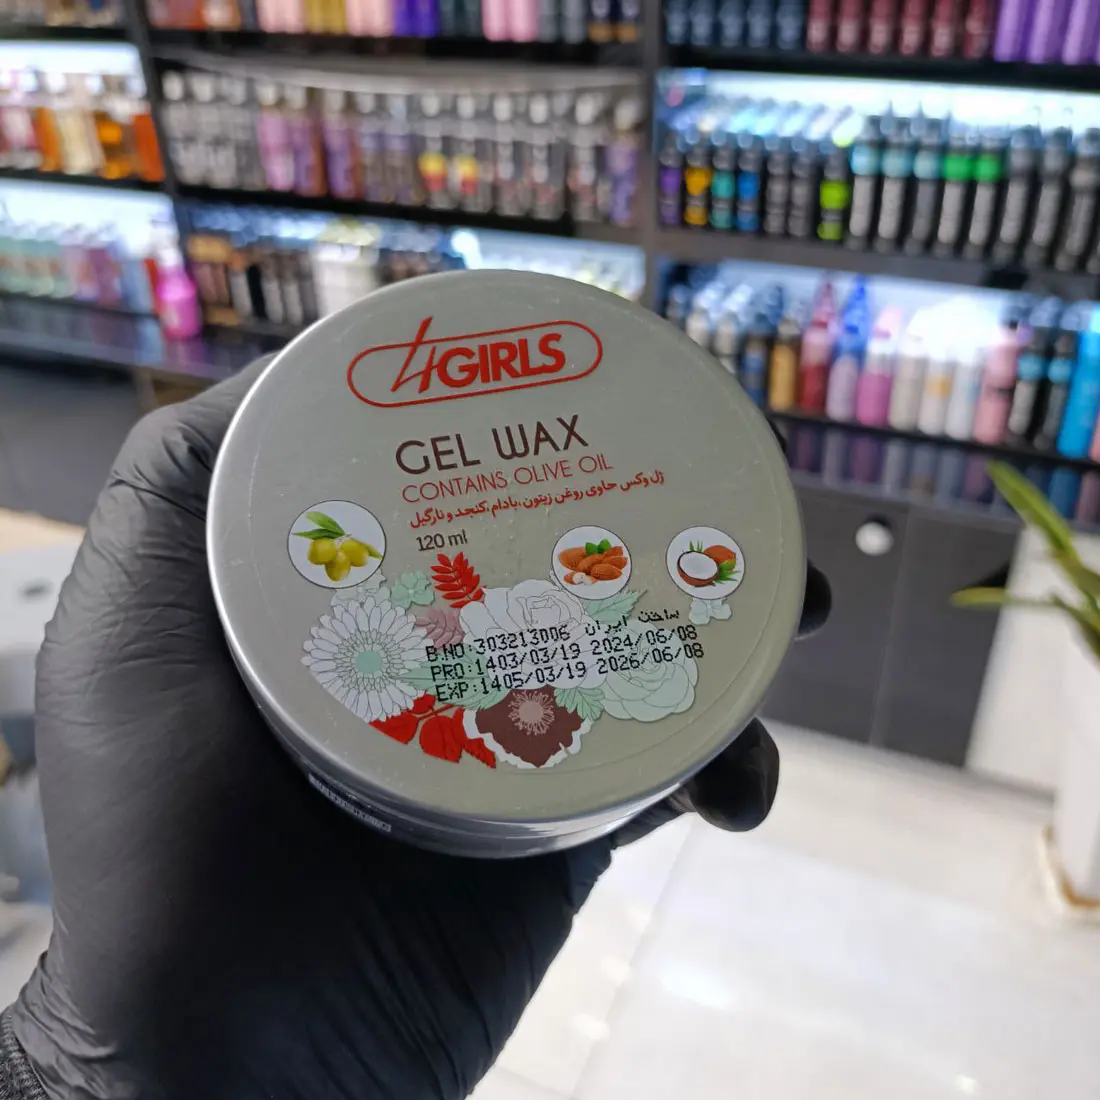 4GIRLS
GEL WAX
CONTAINS OLIVE OIL
ژل وکس حاوی روغن زیتون، بادام، کنجد و نارگیل
120 ml
B.NO:303213006 ساخت ایران
PRO:1403/03/19 2024/06/08
EXP:1405/03/19 2026/06/08